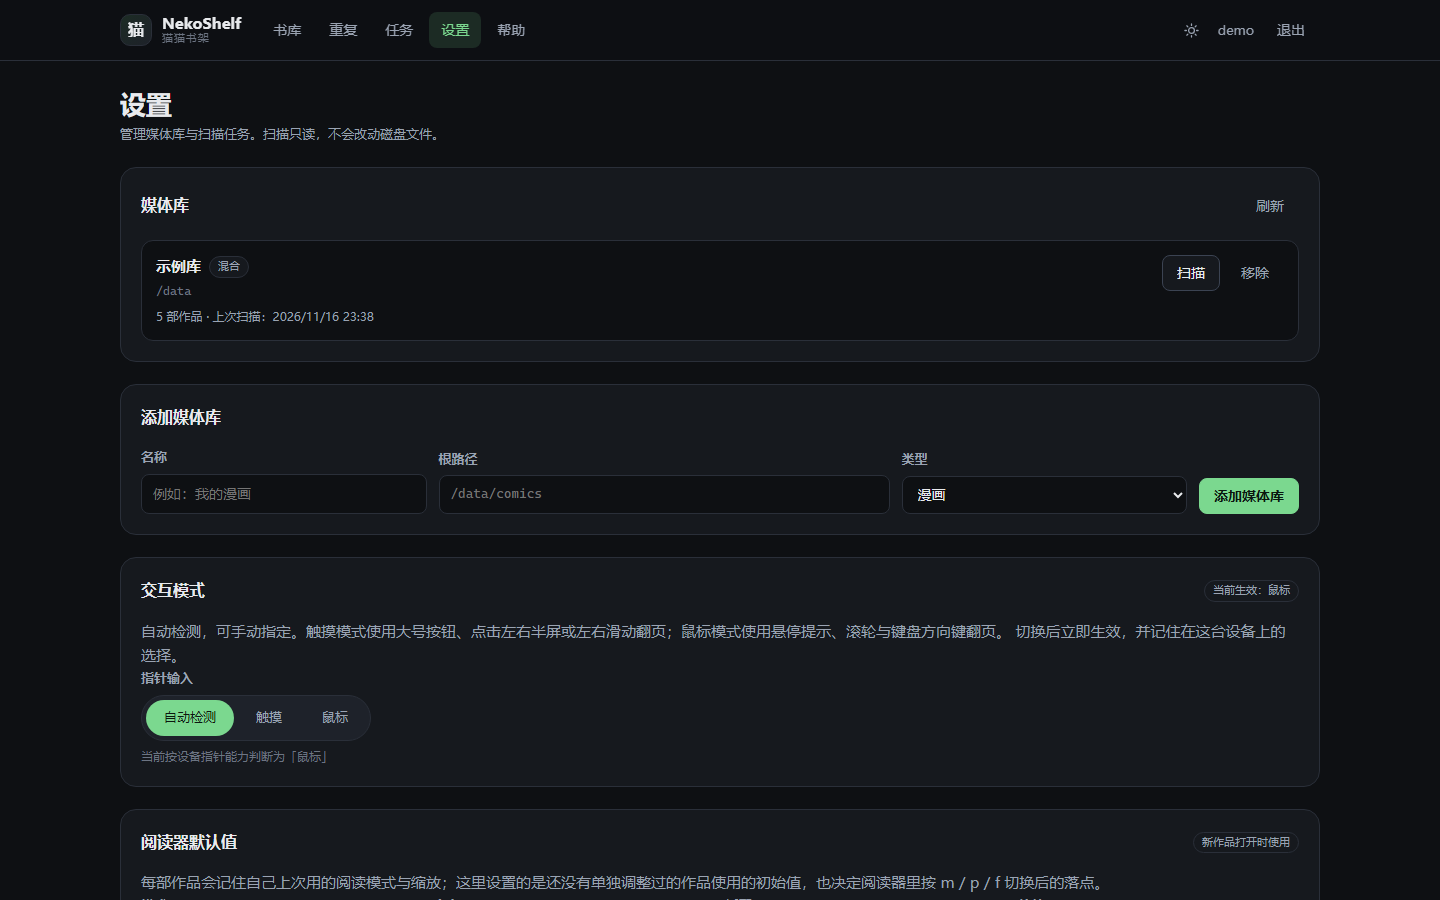 猫 NekoShelf 猫猫书架 书库 重复 任务 设置 帮助 demo 退出
设置
管理媒体库与扫描任务。扫描只读，不会改动磁盘文件。
媒体库 刷新
示例库 混合 扫描 移除
/data
5 部作品 · 上次扫描：2026/11/16 23:38
添加媒体库
名称 根路径 类型
例如：我的漫画 /data/comics 漫画 添加媒体库
交互模式 当前生效：鼠标
自动检测，可手动指定。触摸模式使用大号按钮、点击左右半屏或左右滑动翻页；鼠标模式使用悬停提示、滚轮与键盘方向键翻页。 切换后立即生效，并记住在这台设备上的
选择。
指针输入
自动检测 触摸 鼠标
当前按设备指针能力判断为「鼠标」
阅读器默认值 新作品打开时使用
每部作品会记住自己上次用的阅读模式与缩放；这里设置的是还没有单独调整过的作品使用的初始值，也决定阅读器里按 m / p / f 切换后的落点。